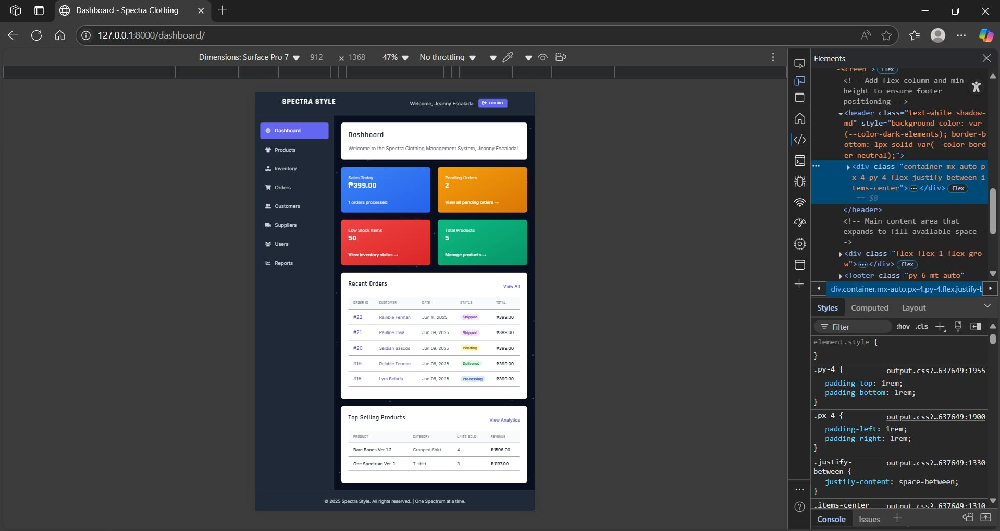 Dashboard - Spectra Clothing
127.0.0.1:8000/dashboard/
Dimensions: Surface Pro 7
912
×
1368
47%
No throttling
SPECTRA STYLE
Welcome, Jeanny Escalada
LOGOUT
Dashboard
Products
Inventory
Orders
Customers
Suppliers
Users
Reports
Dashboard
Welcome to the Spectra Clothing Management System, Jeanny Escalada!
Sales Today
₱399.00
1 orders processed
Pending Orders
2
View all pending orders →
Low Stock Items
50
View inventory status →
Total Products
5
Manage products →
Recent Orders
View All
ORDER ID CUSTOMER DATE STATUS TOTAL
#22 Rainbie Ferman Jun 11, 2025 Shipped ₱399.00
#21 Pauline Owa Jun 09, 2025 Shipped ₱399.00
#20 Seldian Bascos Jun 09, 2025 Pending ₱399.00
#19 Rainbie Ferman Jun 08, 2025 Delivered ₱399.00
#18 Lyra Beloria Jun 08, 2025 Processing ₱399.00
Top Selling Products
View Analytics
PRODUCT CATEGORY UNITS SOLD REVENUE
Bare Bones Ver 1.2 Cropped Shirt 4 ₱1596.00
One Spectrum Ver. 1 T-shirt 3 ₱1197.00
© 2025 Spectra Style. All rights reserved. | One Spectrum at a time.
Elements
-screen"> flex
<!-- Add flex column and min-
height to ensure footer
positioning -->
<header class="text-white shadow-
md" style="background-color: var
(--color-dark-elements); border-b
ottom: 1px solid var(--color-bord
er-neutral);">
<div class="container mx-auto p
x-4 py-4 flex justify-between i
tems-center"> ••• </div> flex
== $0
</header>
<!-- Main content area that
expands to fill available space -
->
<div class="flex flex-1 flex-gro
w"> ••• </div> flex
<footer class="py-6 mt-auto"
div.container.mx-auto.px-4.py-4.flex.justify-b
Styles Computed Layout
Filter
:hov .cls
element.style {
}
.py-4 { output.css?…637649:1955
padding-top: 1rem;
padding-bottom: 1rem;
}
.px-4 { output.css?…637649:1900
padding-left: 1rem;
padding-right: 1rem;
}
.justify- output.css?…637649:1330
between {
justify-content: space-between;
}
.items-center output.css?…637649:1310
Console Issues